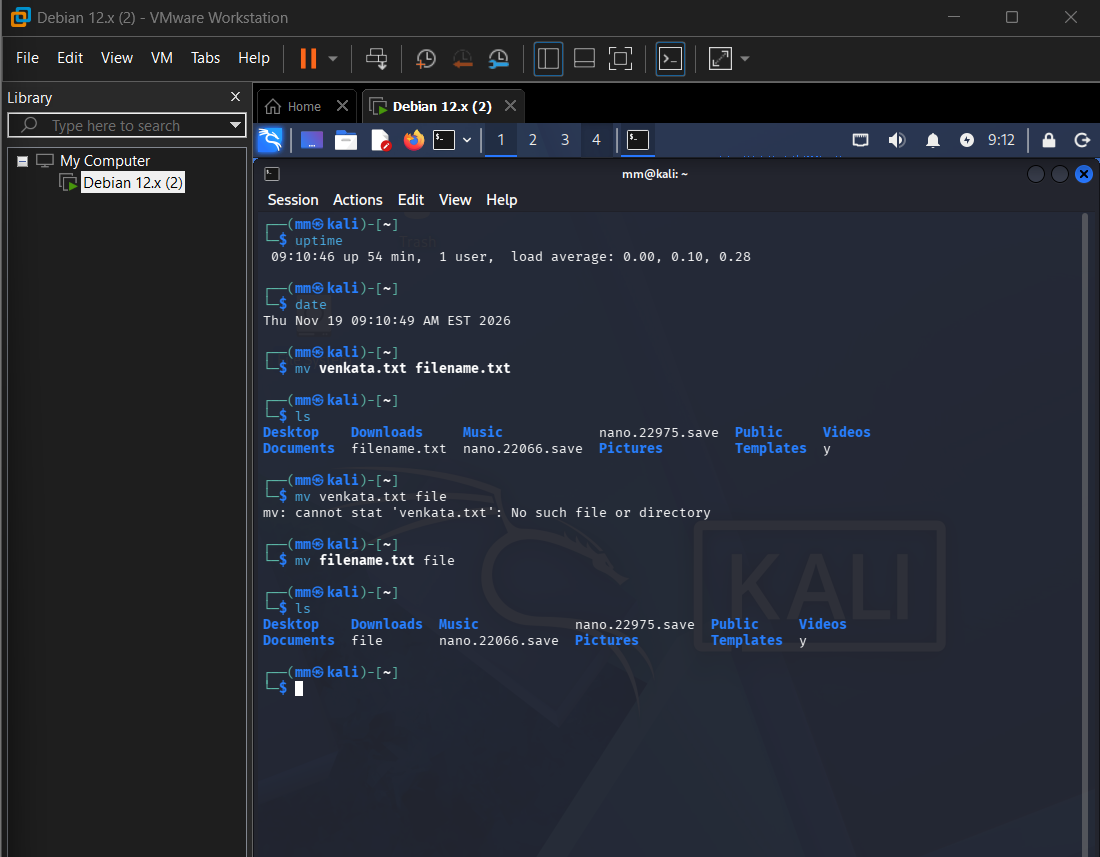 Debian 12.x (2) - VMware Workstation
File Edit View VM Tabs Help
Library
Home Debian 12.x (2)
Type here to search
1 2 3 4 9:12
My Computer
Debian 12.x (2)
mm@kali: ~
Session Actions Edit View Help
┌──(mm㉿kali)-[~]
└─$ uptime
 09:10:46 up 54 min,  1 user,  load average: 0.00, 0.10, 0.28
┌──(mm㉿kali)-[~]
└─$ date
Thu Nov 19 09:10:49 AM EST 2026
┌──(mm㉿kali)-[~]
└─$ mv venkata.txt filename.txt
┌──(mm㉿kali)-[~]
└─$ ls
Desktop Downloads Music nano.22975.save Public Videos
Documents filename.txt nano.22066.save Pictures Templates y
┌──(mm㉿kali)-[~]
└─$ mv venkata.txt file
mv: cannot stat 'venkata.txt': No such file or directory
┌──(mm㉿kali)-[~]
└─$ mv filename.txt file
┌──(mm㉿kali)-[~]
└─$ ls
Desktop Downloads Music nano.22975.save Public Videos
Documents file nano.22066.save Pictures Templates y
┌──(mm㉿kali)-[~]
└─$
KALI